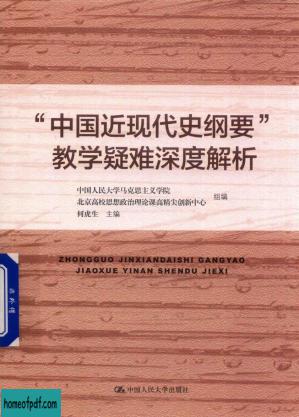 “中国近现代史纲要”
教学疑难深度解析
中国人民大学马克思主义学院
北京高校思想政治理论课高精尖创新中心 组编
何虎生 主编
ZHONGGUO JINXIANDAISHI GANGYAO
JIAOXUE YINAN SHENDU JIEXI
中国人民大学出版社
homeofpdf.com